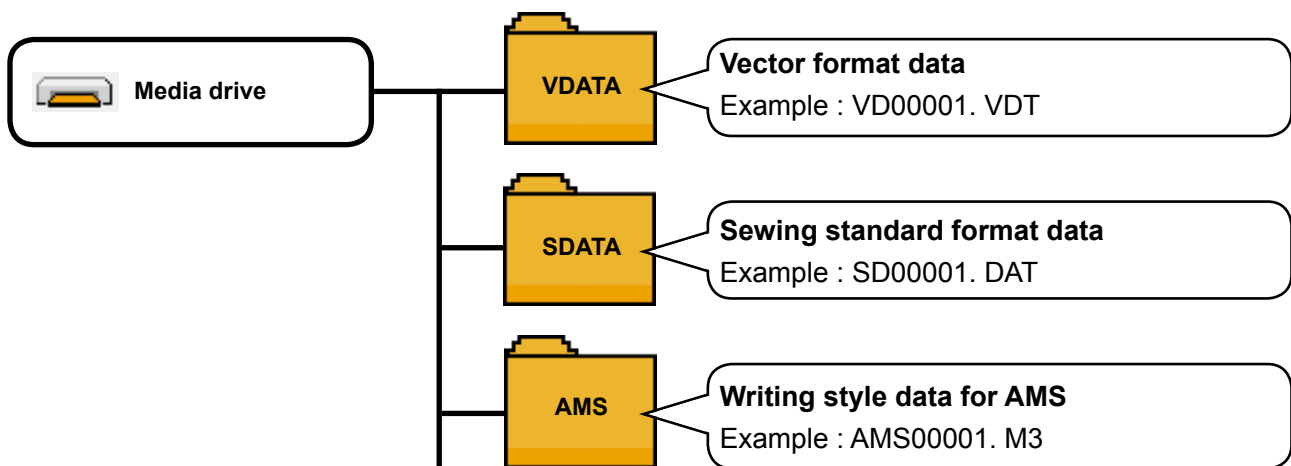 Media drive
VDATA
Vector format data
Example : VD00001. VDT
SDATA
Sewing standard format data
Example : SD00001. DAT
AMS
Writing style data for AMS
Example : AMS00001. M3